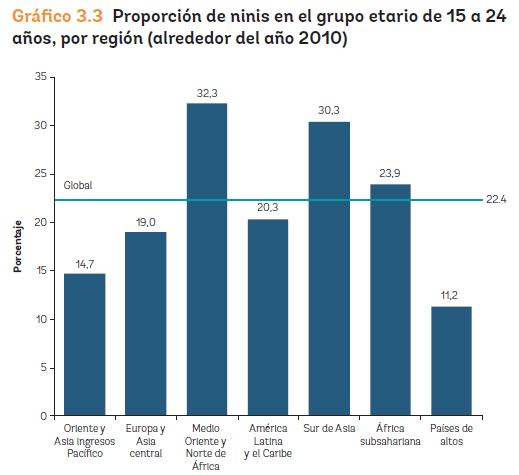 Gráfico 3.3 Proporción de ninis en el grupo etario de 15 a 24
años, por región (alrededor del año 2010)
Porcentaje
35
30
25
20
15
10
5
0
Global
22.4
14,7
19,0
32,3
20,3
30,3
23,9
11,2
Oriente y
Asia ingresos
Pacífico
Europa y
Asia
central
Medio
Oriente y
Norte de
África
América
Latina
y el Caribe
Sur de Asia
África
subsahariana
Países de
altos